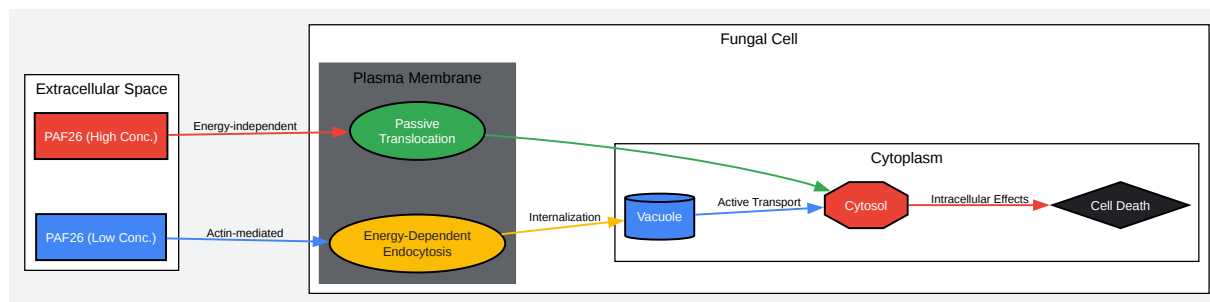 Fungal Cell
Extracellular Space
Plasma Membrane
PAF26 (High Conc.)
Energy-independent
Passive
Translocation
Cytoplasm
PAF26 (Low Conc.)
Actin-mediated
Energy-Dependent
Endocytosis
Internalization
Vacuole
Active Transport
Cytosol
Intracellular Effects
Cell Death